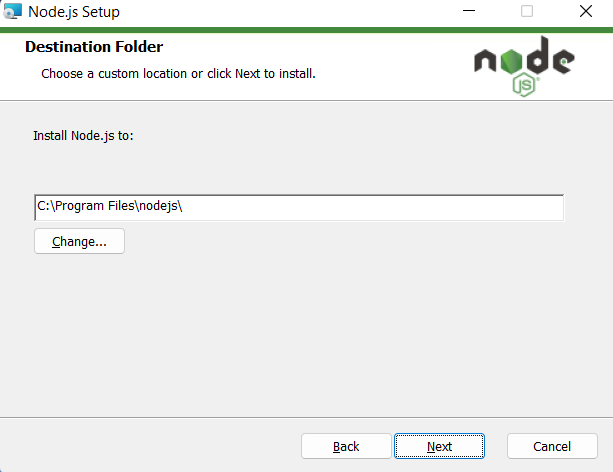 Node.js Setup
Destination Folder
Choose a custom location or click Next to install.
node
JS
Install Node.js to:
C:\Program Files\nodejs\
Change...
Back
Next
Cancel